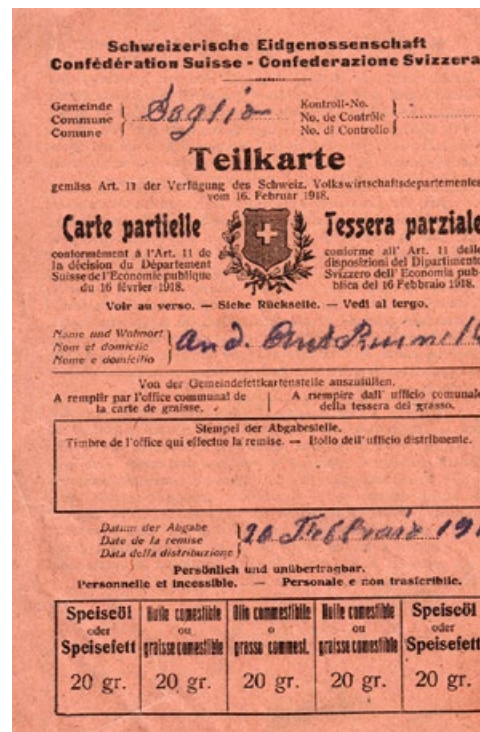 Schweizerische Eidgenossenschaft
Confédération Suisse - Confederazione Svizzera
Gemeinde
Commune
Comune
Soglio
Kontroll-No.
No. de Contrôle
No. di Controllo
Teilkarte
gemäss Art. 11 der Verfügung des Schweiz. Volkswirtschaftsdepartementes
vom 16. Februar 1918.
Carte partielle
conformément à l'Art. 11 de
la décision du Département
Suisse de l'Economie publique
du 16 février 1918.
Tessera parziale
conforme all' Art. 11 delle
disposizioni del Dipartimento
Svizzero dell' Economia pub-
blica del 16 Febbraio 1918.
Voir au verso. — Siehe Rückseite. — Vedi al tergo.
Name und Wohnort
Nom et domicile
Nome e domicilio
And.
Von der Gemeindefettkartenstelle auszufüllen.
A remplir par l'office communal de
la carte de graisse.
A riempire dall' ufficio comunale
della tessera del grasso.
Stempel der Abgabestelle.
Timbre de l'office qui effectue la remise. — Bollo dell' ufficio distribuente.
Datum der Abgabe
Date de la remise
Data della distribuzione
20 Febbraio 191
Persönlich und unübertragbar.
Personnelle et incessible. — Personale e non trasferibile.
Speiseöl
oder
Speisefett
20 gr.
Huile comestible
ou
graisse comestible
20 gr.
Olio commestibile
o
grasso commest.
20 gr.
Huile comestible
ou
graisse comestible
20 gr.
Speiseöl
oder
Speisefett
20 gr.